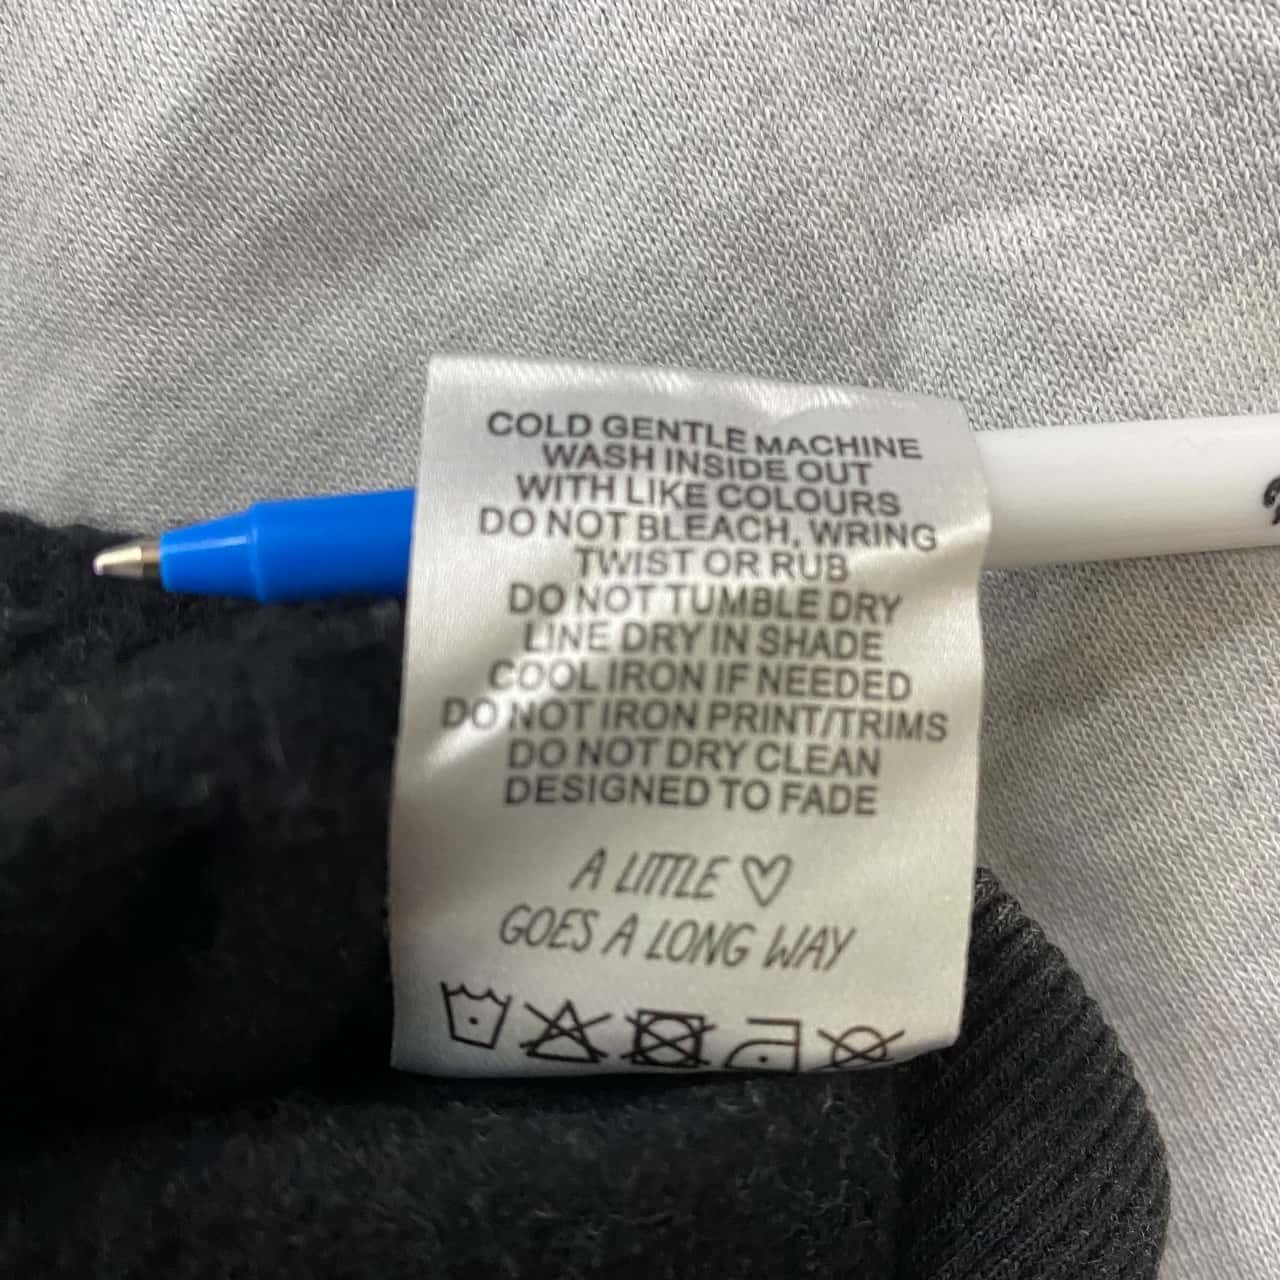 COLD GENTLE MACHINE
WASH INSIDE OUT
WITH LIKE COLOURS
DO NOT BLEACH, WRING
TWIST OR RUB
DO NOT TUMBLE DRY
LINE DRY IN SHADE
COOL IRON IF NEEDED
DO NOT IRON PRINT/TRIMS
DO NOT DRY CLEAN
DESIGNED TO FADE
A LITTLE ♡
GOES A LONG WAY